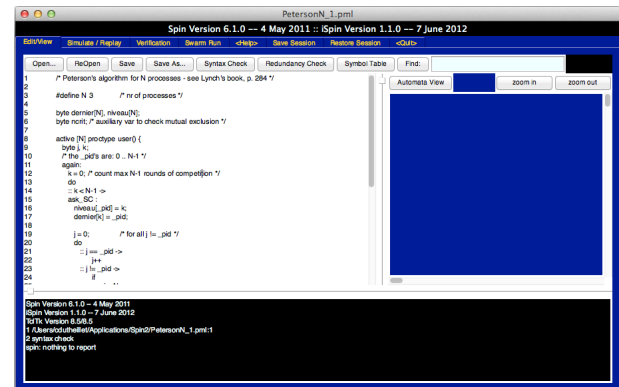 PetersonN_1.pml
Spin Version 6.1.0 -- 4 May 2011 :: iSpin Version 1.1.0 -- 7 June 2012
Edit/View Simulate / Replay Verification Swarm Run <Help> Save Session Restore Session <Quit>
Open... ReOpen Save Save As... Syntax Check Redundancy Check Symbol Table Find:
Automata View zoom in zoom out
1 /* Peterson's algorithm for N processes - see Lynch's book, p. 284 */
2
3 #define N 3 /* nr of processes */
4
5 byte dernier[N], niveau[N];
6 byte ncrit; /* auxiliary var to check mutual exclusion */
7
8 active [N] proctype user() {
9 byte j, k;
10 /* the _pid's are: 0 .. N-1 */
11 again:
12 k = 0; /* count max N-1 rounds of competition */
13 do
14 :: k < N-1 ->
15 ask_SC :
16 niveau[_pid] = k;
17 dernier[k] = _pid;
18
19 j = 0; /* for all j != _pid */
20 do
21 :: j == _pid ->
22 j++
23 :: j != _pid ->
24 if
Spin Version 6.1.0 -- 4 May 2011
iSpin Version 1.1.0 -- 7 June 2012
TclTk Version 8.5/8.5
1 /Users/cdutheillet/Applications/Spin2/PetersonN_1.pml:1
2 syntax check
spin: nothing to report